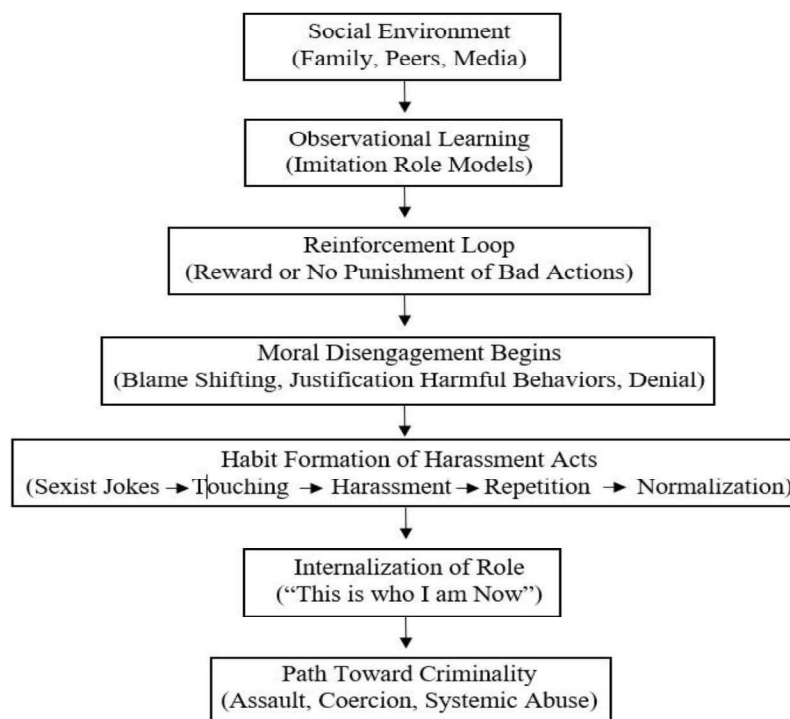 Social Environment
(Family, Peers, Media)
Observational Learning
(Imitation Role Models)
Reinforcement Loop
(Reward or No Punishment of Bad Actions)
Moral Disengagement Begins
(Blame Shifting, Justification Harmful Behaviors, Denial)
Habit Formation of Harassment Acts
(Sexist Jokes → Touching → Harassment → Repetition → Normalization)
Internalization of Role
(“This is who I am Now”)
Path Toward Criminality
(Assault, Coercion, Systemic Abuse)